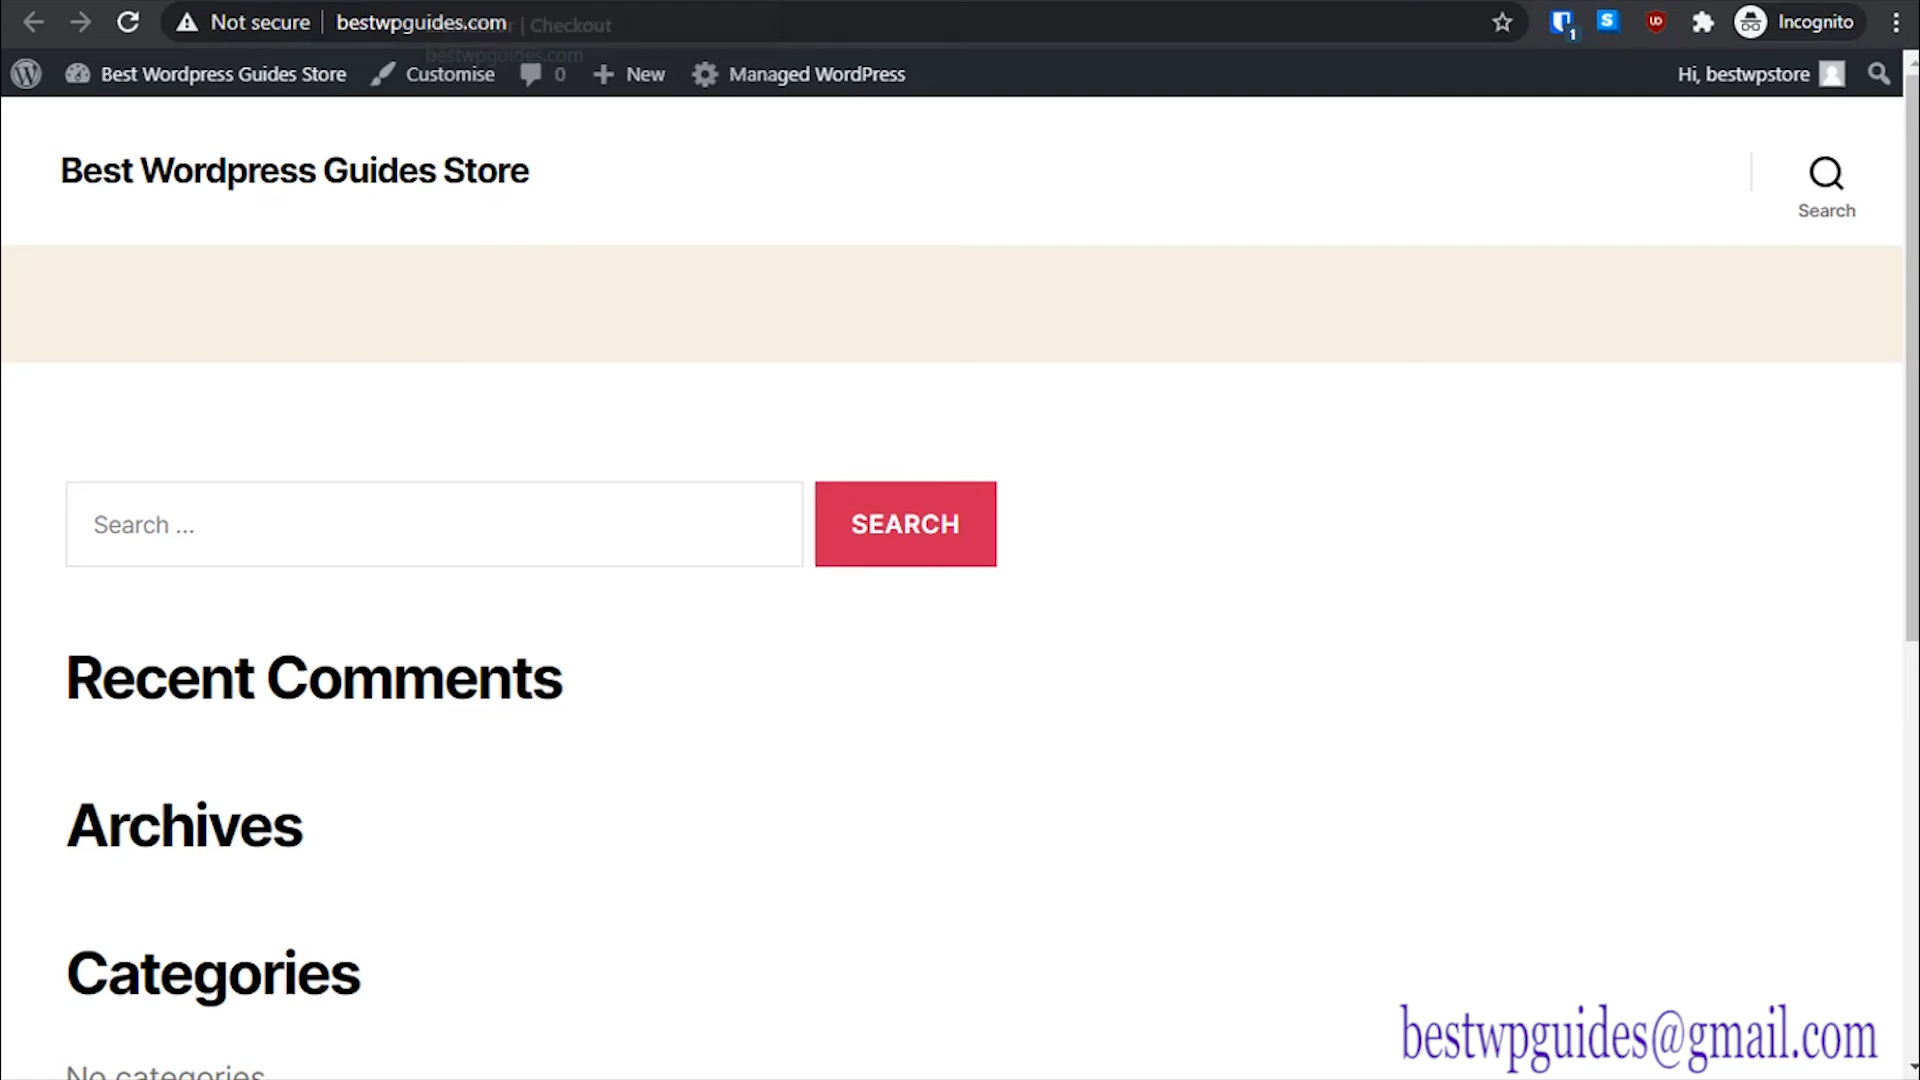 Not secure bestwpguides.com | Checkout 1 S Incognito
bestwpguides.com
Best Wordpress Guides Store Customise 0 New Managed WordPress Hi, bestwpstore
Best Wordpress Guides Store
Search
Search ... SEARCH
Recent Comments
Archives
Categories
No categories
bestwpguides@gmail.com